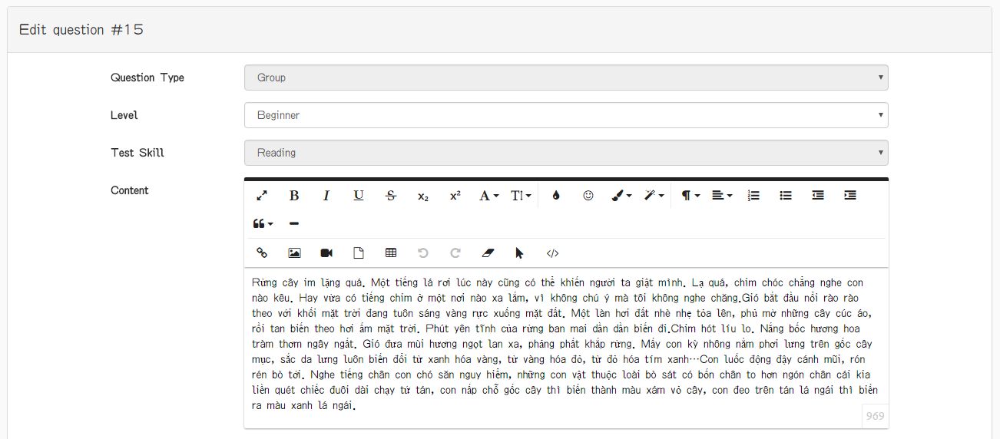 Edit question #15
Question Type
Group
Level
Beginner
Test Skill
Reading
Content
Rừng cây im lặng quá. Một tiếng lá rơi lúc này cũng có thể khiến người ta giật mình. Lạ quá, chim chóc chẳng nghe con
nào kêu. Hay vừa có tiếng chim ở một nơi nào xa lắm, vì không chú ý mà tôi không nghe chăng.Gió bắt đầu nổi rào rào
theo với khối mặt trời đang tuôn sáng vàng rực xuống mặt đất. Một làn hơi đất nhè nhẹ tỏa lên, phủ mờ những cây cúc áo,
rồi tan biến theo hơi ấm mặt trời. Phút yên tĩnh của rừng ban mai dần dần biến đi.Chim hót líu lo. Nắng bốc hương hoa
tràm thơm ngây ngất. Gió đưa mùi hương ngọt lan xa, phảng phất khắp rừng. Mấy con kỳ nhông nằm phơi lưng trên gốc cây
mục, sắc da lưng luôn biến đổi từ xanh hóa vàng, từ vàng hóa đỏ, từ đỏ hóa tím xanh…Con luốc động đậy cánh mũi, rón
rén bò tới. Nghe tiếng chân con chó săn nguy hiểm, những con vật thuộc loài bò sát có bốn chân to hơn ngón chân cái kia
liền quét chiếc đuôi dài chạy tứ tán, con nấp chỗ gốc cây thì biến thành màu xám vỏ cây, con đeo trên tán lá ngái thì biến
ra màu xanh lá ngái.
969